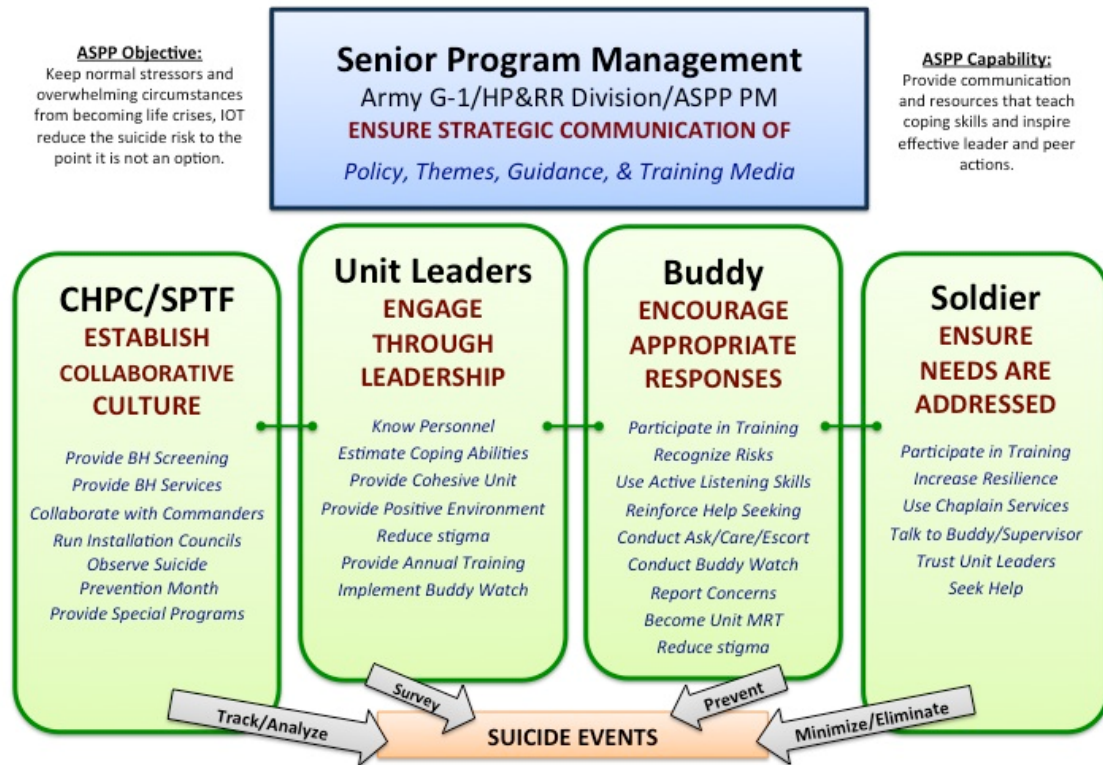 ASPP Objective:
Keep normal stressors and
overwhelming circumstances
from becoming life crises, IOT
reduce the suicide risk to the
point it is not an option.
Senior Program Management
Army G-1/HP&RR Division/ASPP PM
ENSURE STRATEGIC COMMUNICATION OF
Policy, Themes, Guidance, & Training Media
ASPP Capability:
Provide communication
and resources that teach
coping skills and inspire
effective leader and peer
actions.
CHPC/SPTF
ESTABLISH
COLLABORATIVE
CULTURE
Provide BH Screening
Provide BH Services
Collaborate with Commanders
Run Installation Councils
Observe Suicide
Prevention Month
Provide Special Programs
Unit Leaders
ENGAGE
THROUGH
LEADERSHIP
Know Personnel
Estimate Coping Abilities
Provide Cohesive Unit
Provide Positive Environment
Reduce stigma
Provide Annual Training
Implement Buddy Watch
Buddy
ENCOURAGE
APPROPRIATE
RESPONSES
Participate in Training
Recognize Risks
Use Active Listening Skills
Reinforce Help Seeking
Conduct Ask/Care/Escort
Conduct Buddy Watch
Report Concerns
Become Unit MRT
Reduce stigma
Soldier
ENSURE
NEEDS ARE
ADDRESSED
Participate in Training
Increase Resilience
Use Chaplain Services
Talk to Buddy/Supervisor
Trust Unit Leaders
Seek Help
Track/Analyze
Survey
Prevent
Minimize/Eliminate
SUICIDE EVENTS